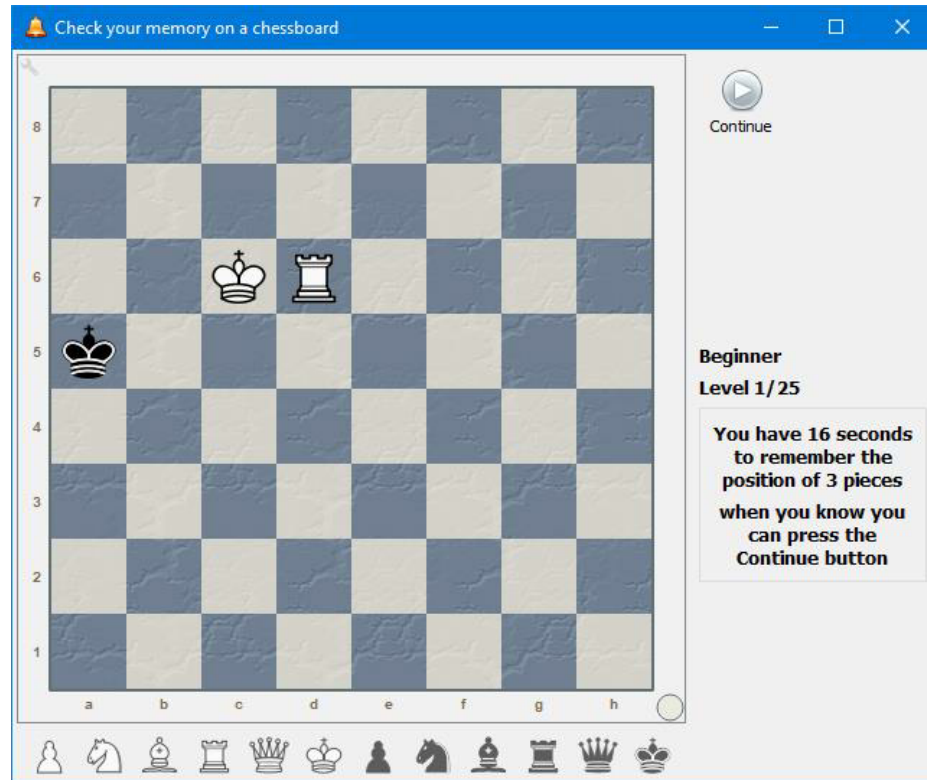 Check your memory on a chessboard
Continue
8
7
6
5
4
3
2
1
a b c d e f g h
Beginner
Level 1/25
You have 16 seconds
to remember the
position of 3 pieces
when you know you
can press the
Continue button